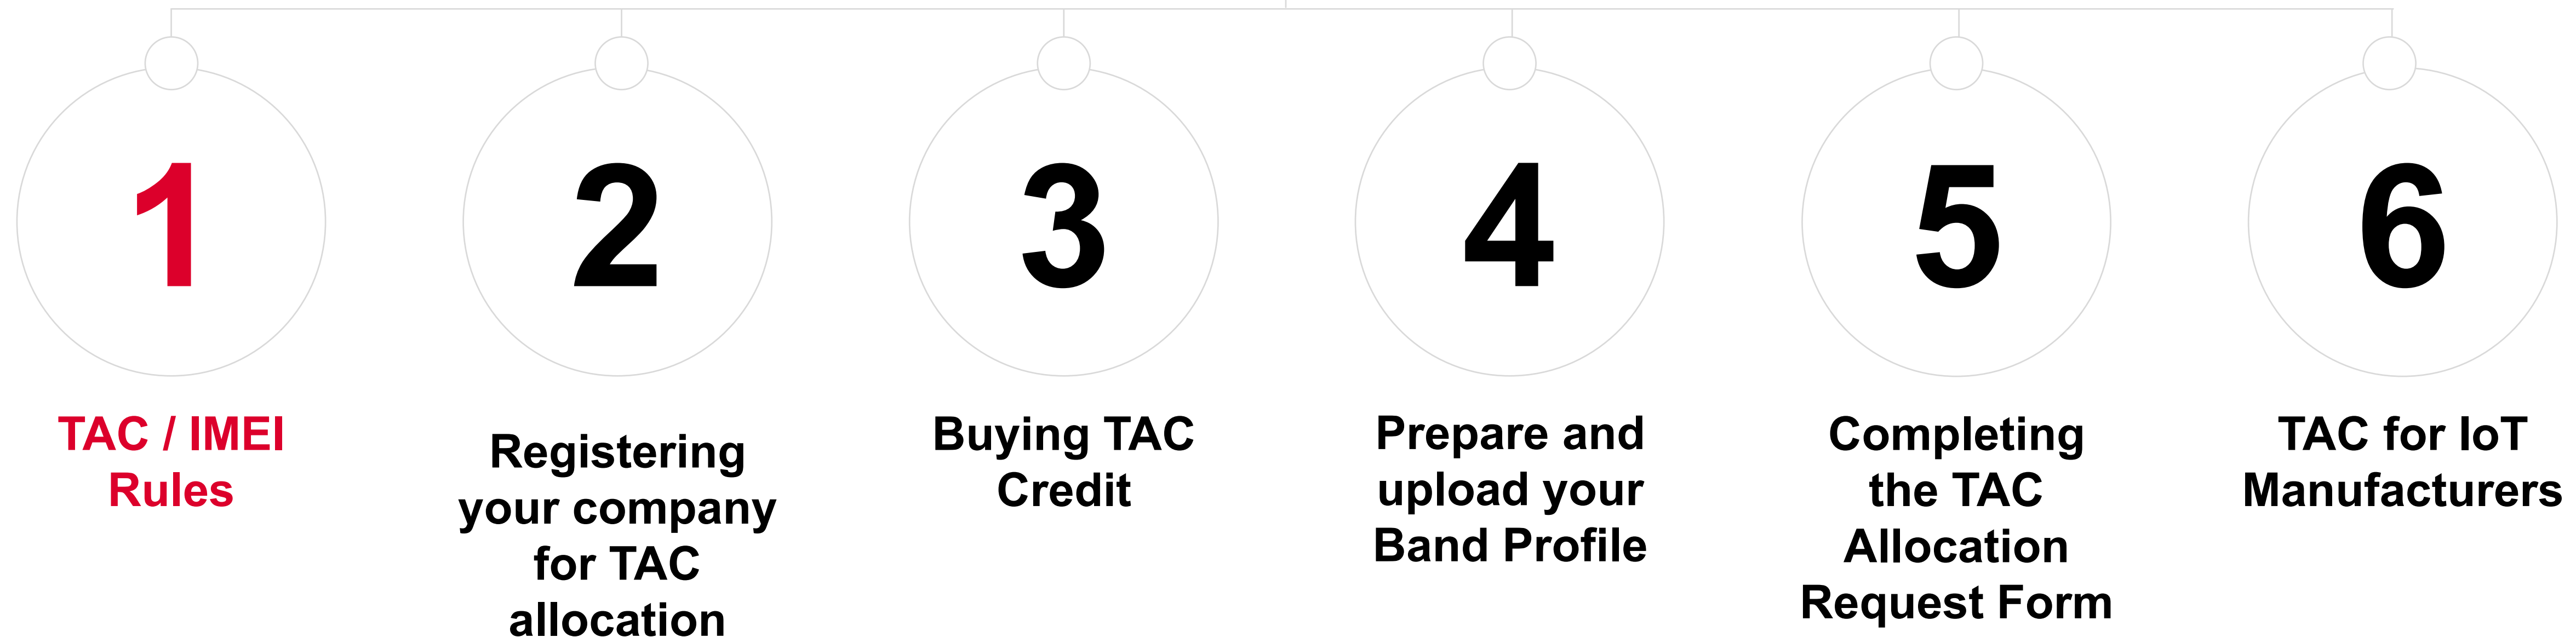 1
TAC / IMEI
Rules
2
Registering
your company
for TAC
allocation
3
Buying TAC
Credit
4
Prepare and
upload your
Band Profile
5
Completing
the TAC
Allocation
Request Form
6
TAC for IoT
Manufacturers